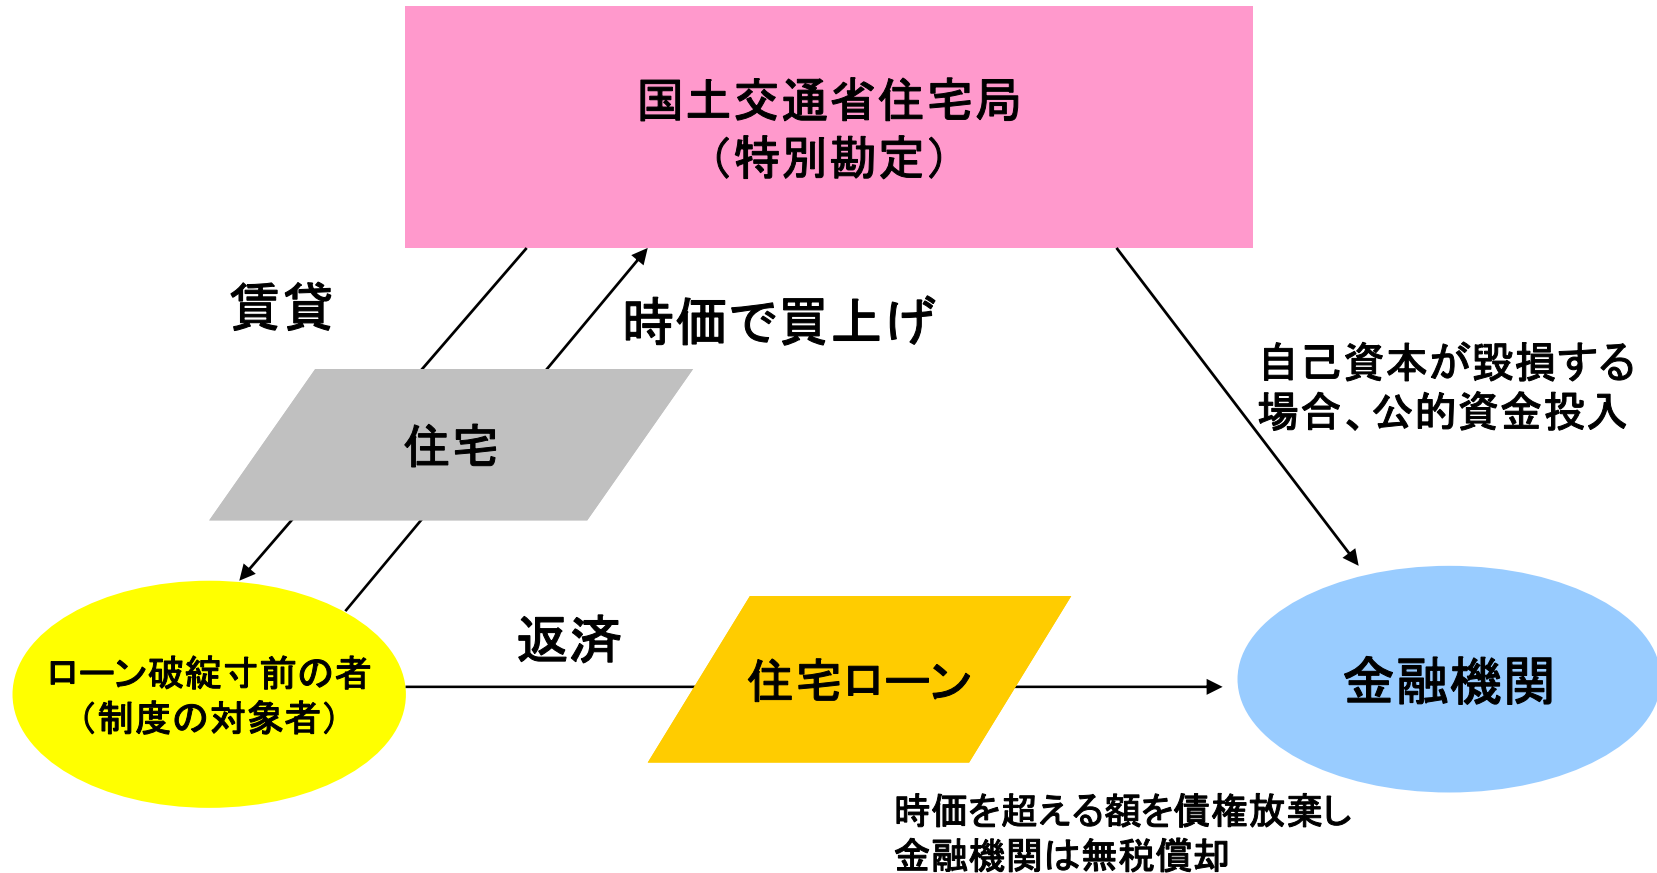 国土交通省住宅局
（特別勘定）
賃貸
時価で買上げ
自己資本が毀損する
場合、公的資金投入
住宅
返済
住宅ローン
ローン破綻寸前の者
（制度の対象者）
金融機関
時価を超える額を債権放棄し
金融機関は無税償却